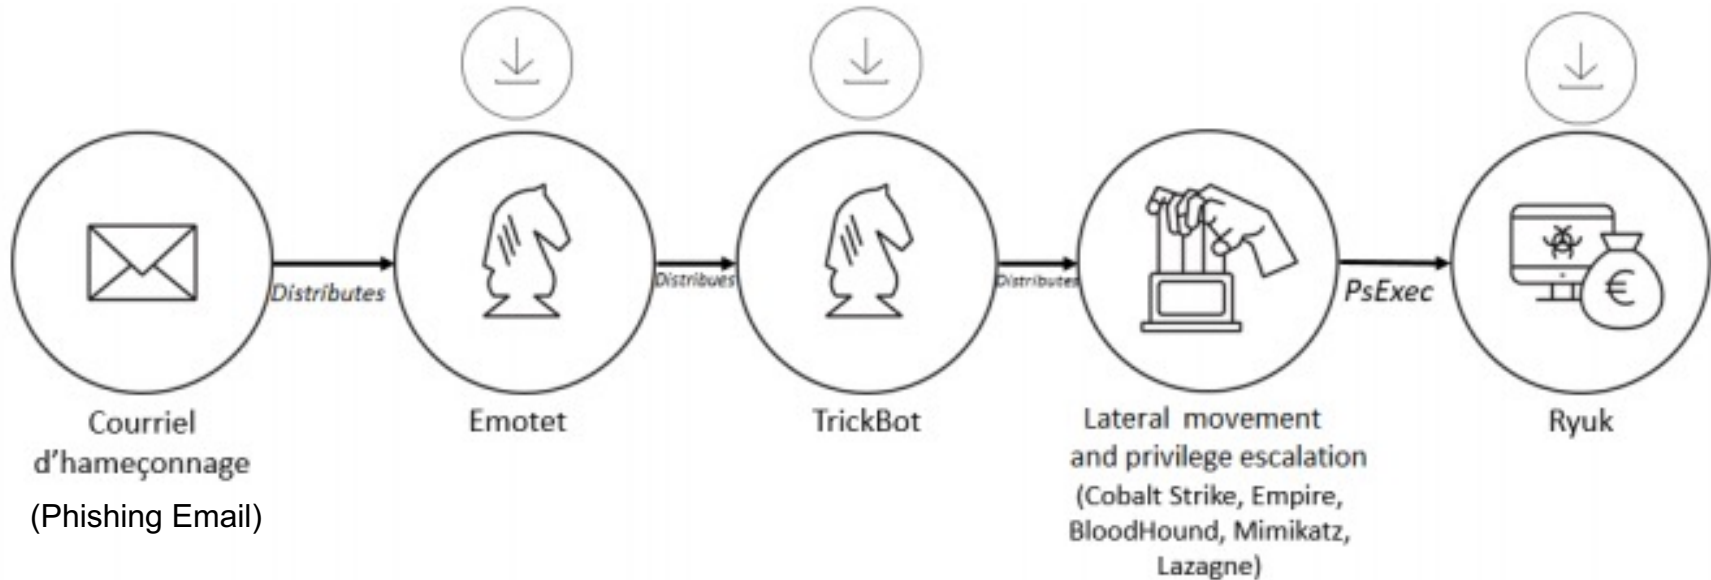 Distributes
Distribues
Distributes
PsExec
€
Courriel
d'hameçonnage
(Phishing Email)
Emotet
TrickBot
Lateral movement
and privilege escalation
(Cobalt Strike, Empire,
BloodHound, Mimikatz,
Lazagne)
Ryuk